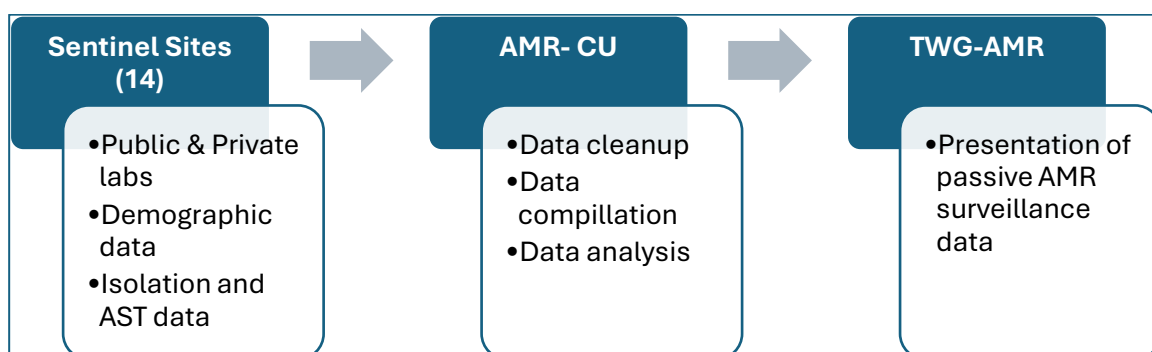 Sentinel Sites
(14)
•Public & Private
labs
•Demographic
data
•Isolation and
AST data
AMR- CU
•Data cleanup
•Data
compillation
•Data analysis
TWG-AMR
•Presentation of
passive AMR
surveillance
data